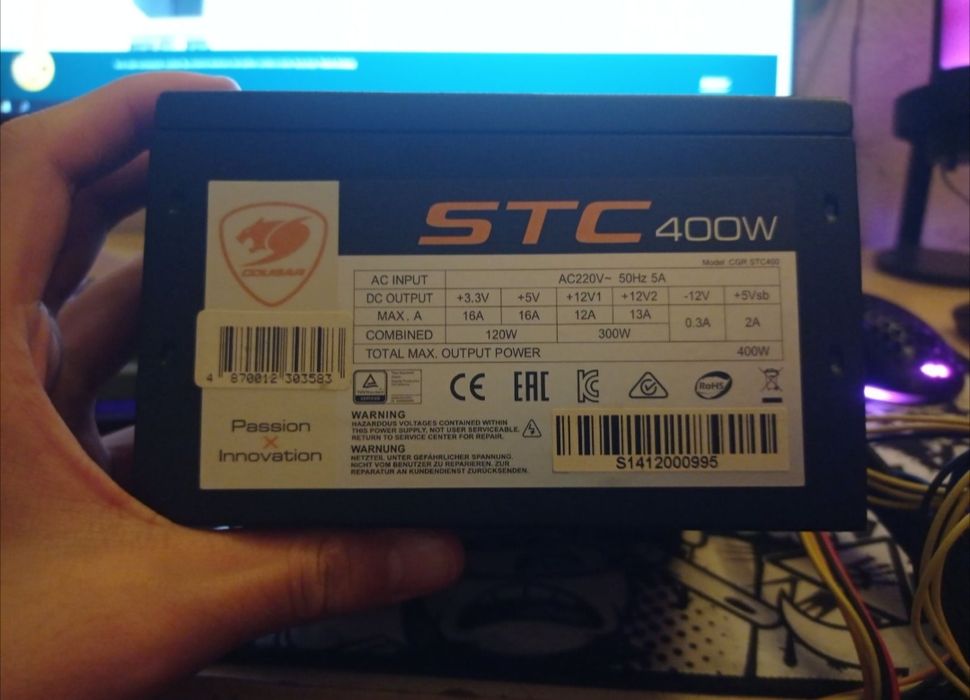 STC 400W
COUGAR
Model: CGR STC400
AC INPUT AC220V~ 50Hz 5A
DC OUTPUT +3.3V +5V +12V1 +12V2 -12V +5Vsb
MAX. A 16A 16A 12A 13A 0.3A 2A
COMBINED 120W 300W
TOTAL MAX. OUTPUT POWER 400W
4 870012 303583
CE EAC RoHS
Passion
×
Innovation
WARNING
HAZARDOUS VOLTAGES CONTAINED WITHIN
THIS POWER SUPPLY, NOT USER SERVICEABLE.
RETURN TO SERVICE CENTER FOR REPAIR.
WARNUNG
NETZTEIL UNTER GEFÄHRLICHER SPANNUNG.
NICHT VOM BENUTZER ZU REPARIEREN. ZUR
REPARATUR AN KUNDENDIENST ZURÜCKSENDEN.
S1412000995